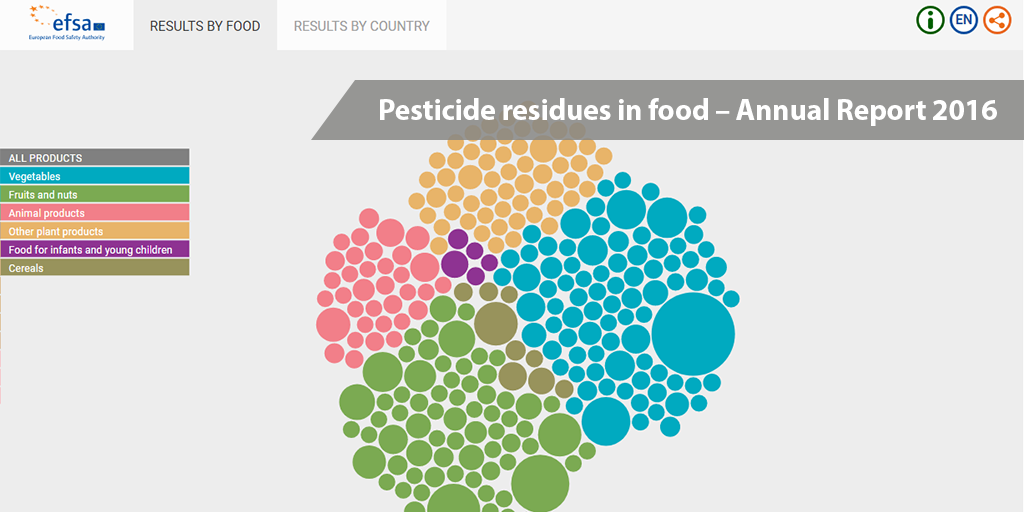 efsa
European Food Safety Authority
RESULTS BY FOOD
RESULTS BY COUNTRY
i
EN
Pesticide residues in food – Annual Report 2016
ALL PRODUCTS
Vegetables
Fruits and nuts
Animal products
Other plant products
Food for infants and young children
Cereals